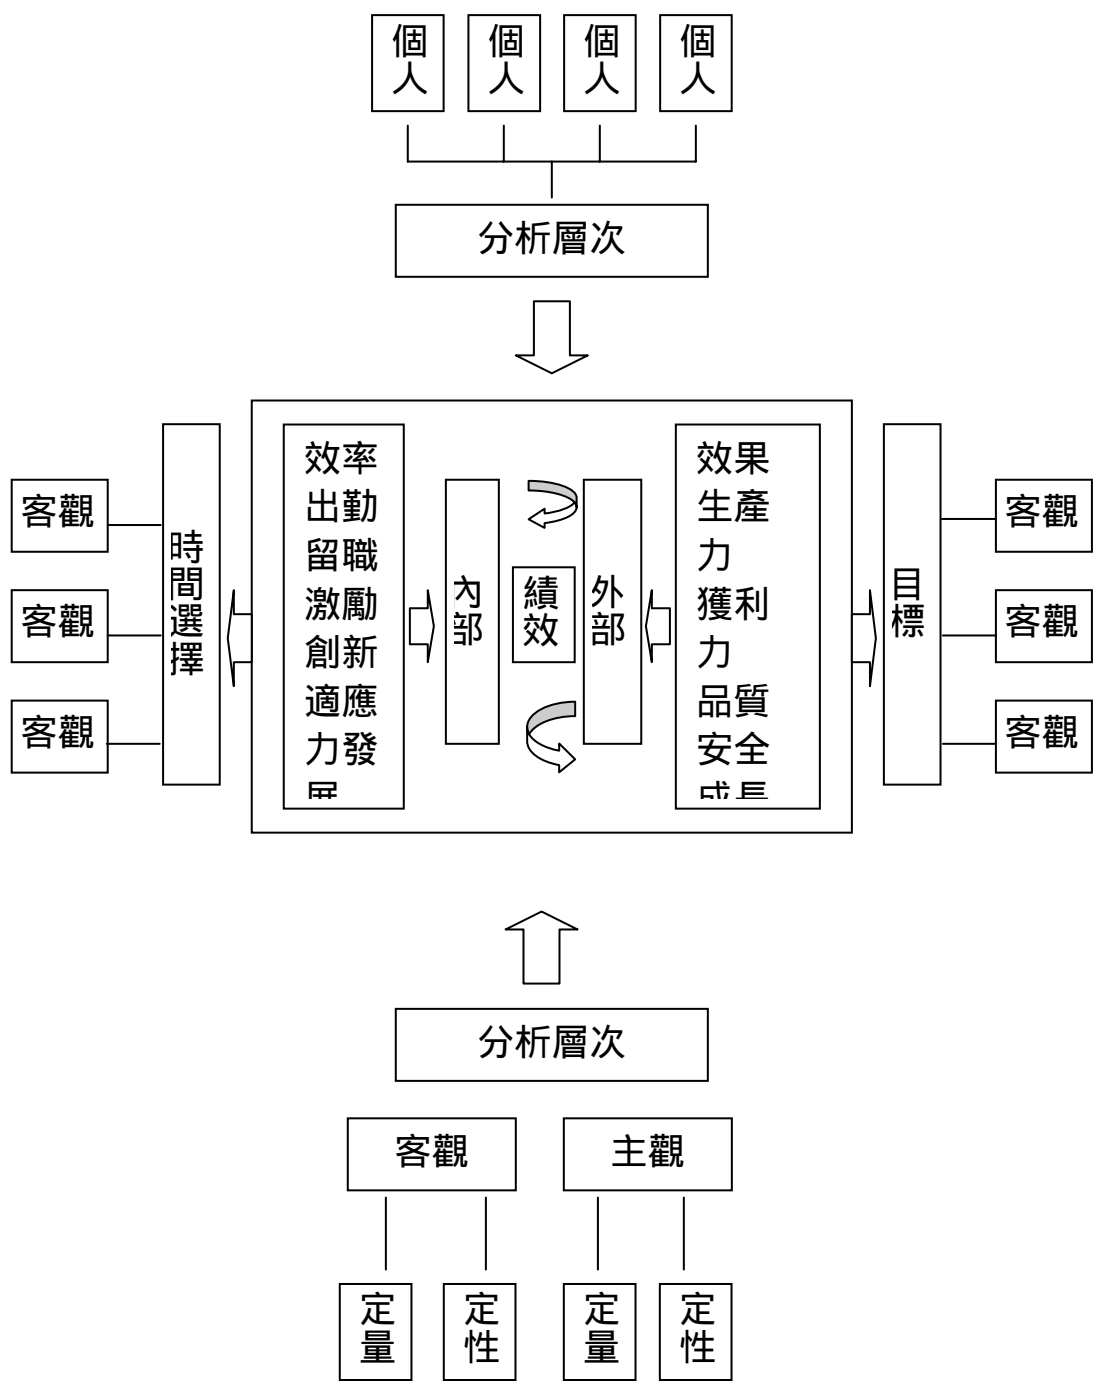 個人
個人
個人
個人
分析層次
客觀
客觀
客觀
時間選擇
效率
出勤
留職
激勵
創新
適應
力發
展
內部
績效
外部
效果
生產
力
獲利
力
品質
安全
成長
目標
客觀
客觀
客觀
分析層次
客觀
主觀
定量
定性
定量
定性